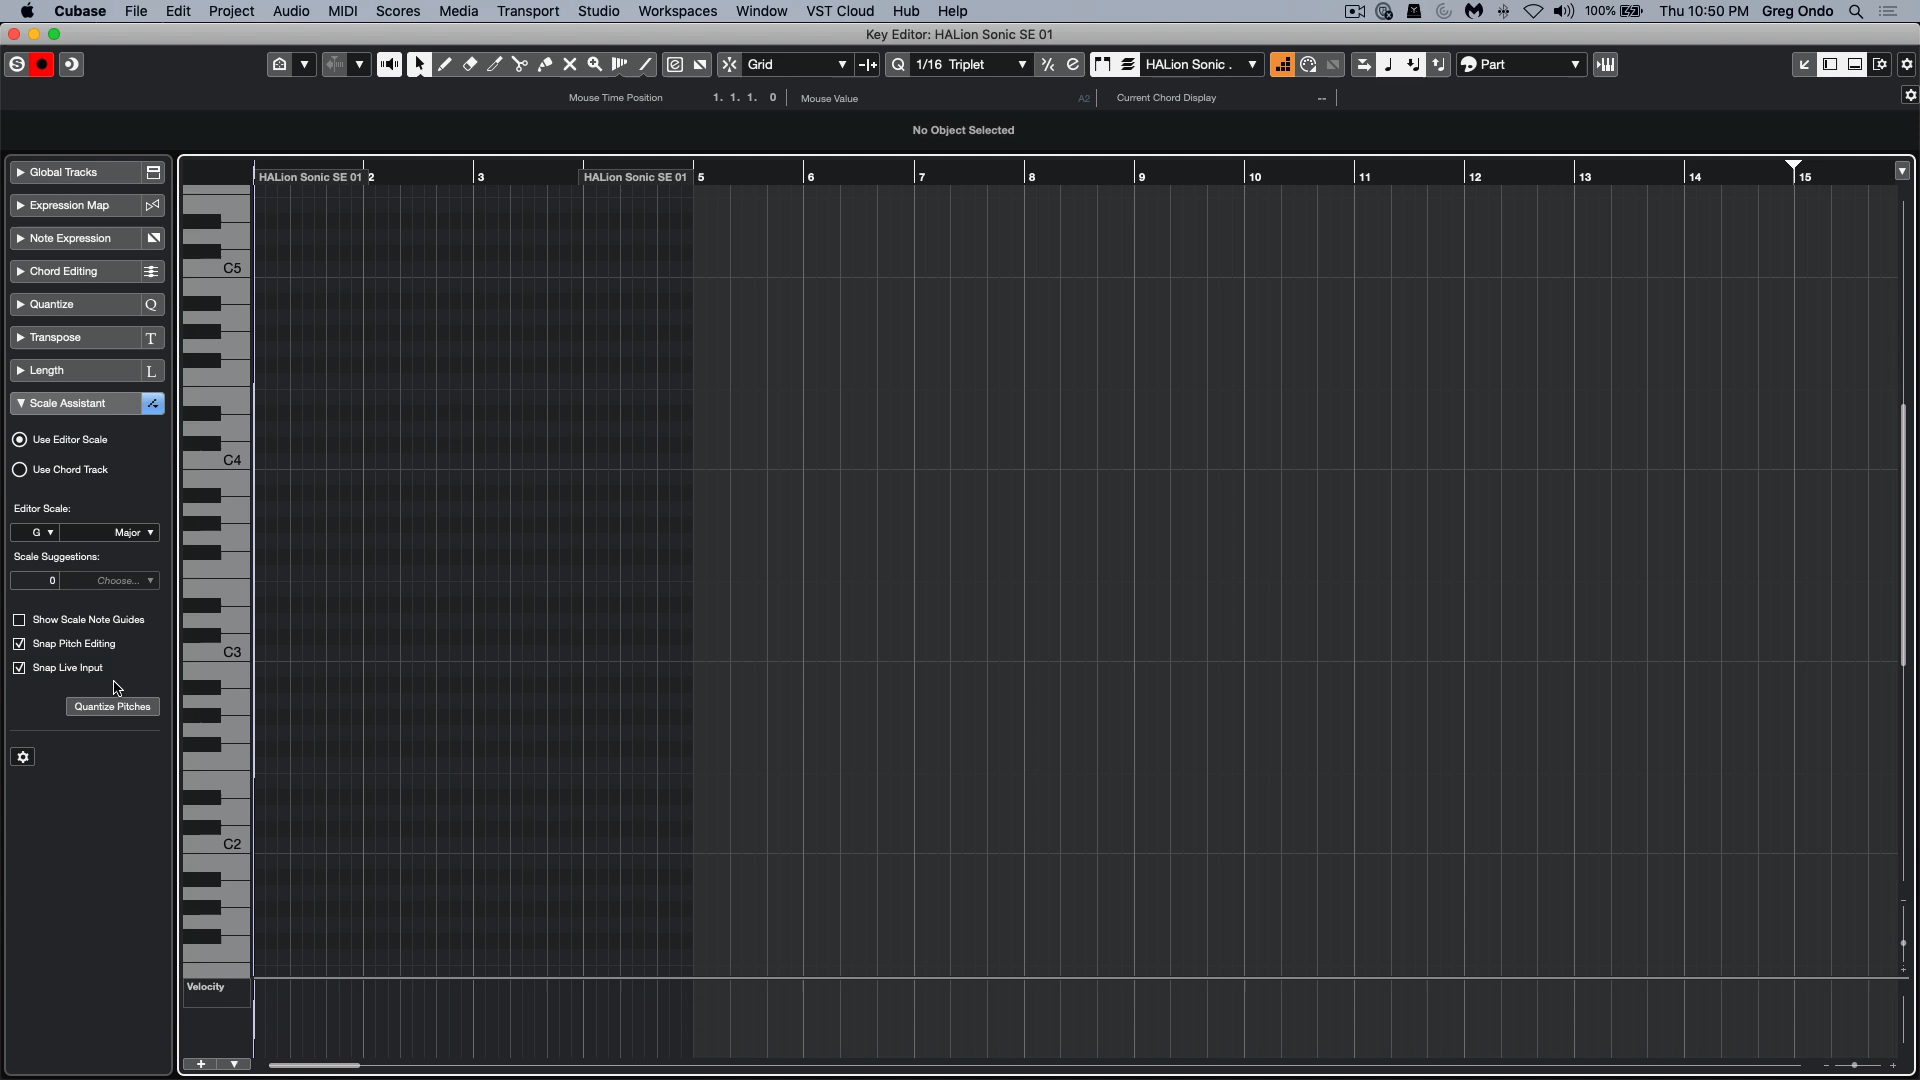 Cubase File Edit Project Audio MIDI Scores Media Transport Studio Workspaces Window VST Cloud Hub Help 100% Thu 10:50 PM Greg Ondo
Key Editor: HALion Sonic SE 01
Grid 1/16 Triplet HALion Sonic . Part
Mouse Time Position 1. 1. 1. 0 Mouse Value A2 Current Chord Display --
No Object Selected
Global Tracks
Expression Map
Note Expression
Chord Editing
Quantize Q
Transpose T
Length L
Scale Assistant
Use Editor Scale
Use Chord Track
Editor Scale:
G Major
Scale Suggestions:
0 Choose...
Show Scale Note Guides
Snap Pitch Editing
Snap Live Input
Quantize Pitches
HALion Sonic SE 01 2 3 HALion Sonic SE 01 5 6 7 8 9 10 11 12 13 14 15
C5
C4
C3
C2
Velocity